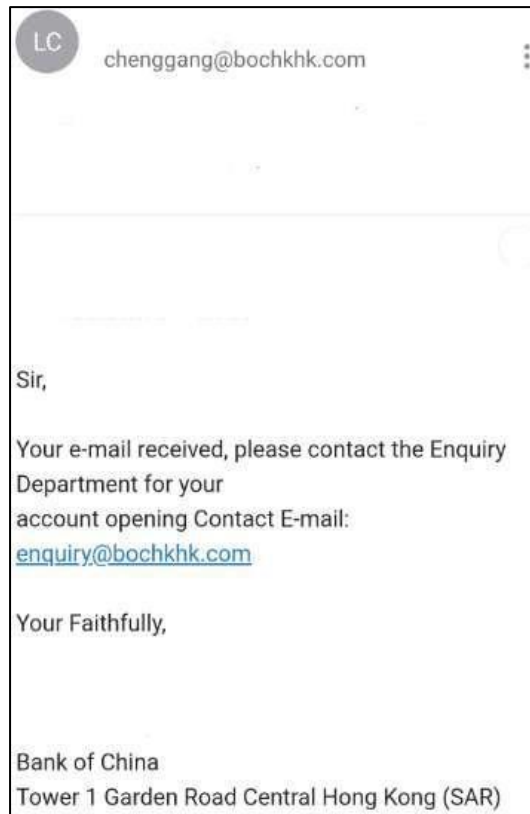 LC
chenggang@bochkhk.com
Sir,
Your e-mail received, please contact the Enquiry
Department for your
account opening Contact E-mail:
enquiry@bochkhk.com
Your Faithfully,
Bank of China
Tower 1 Garden Road Central Hong Kong (SAR)